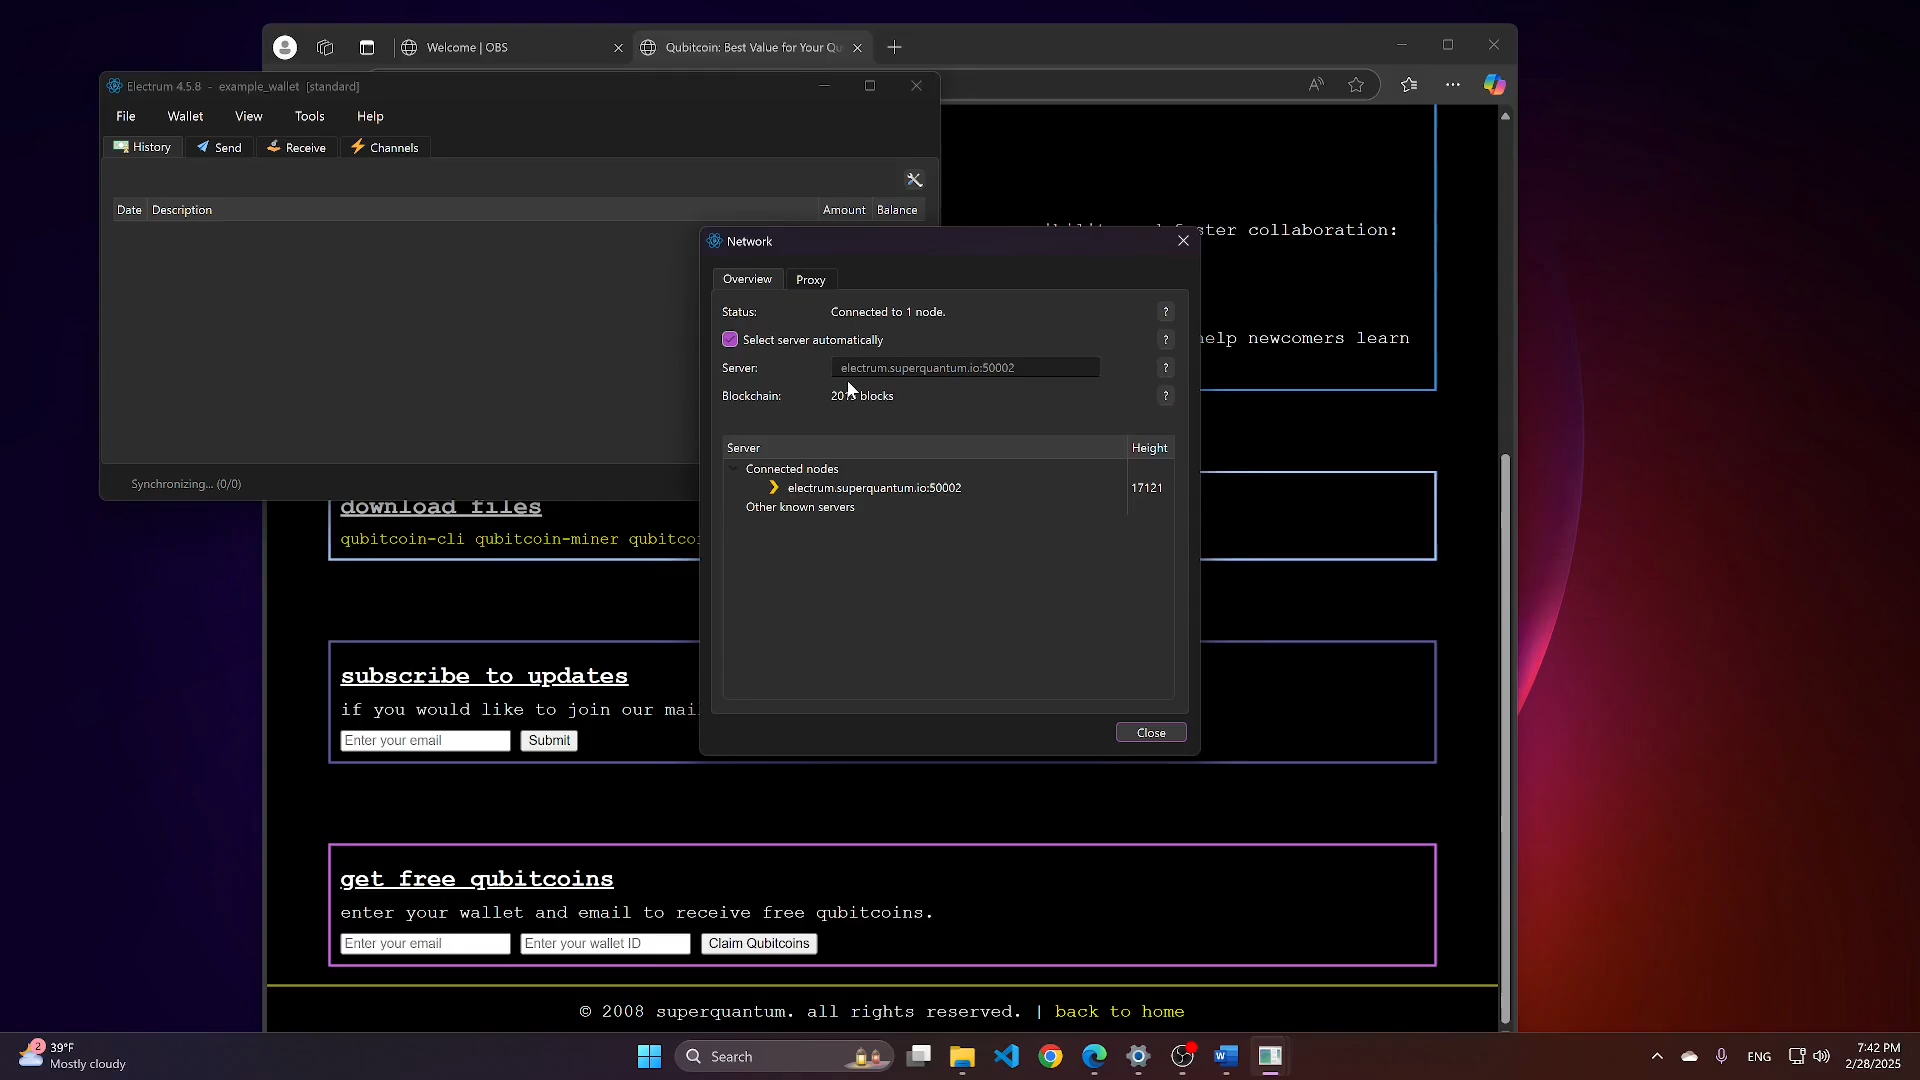 Welcome | OBS
Qubitcoin: Best Value for Your Qu
Electrum 4.5.8 - example_wallet [standard]
File Wallet View Tools Help
History Send Receive Channels
Date Description Amount Balance
Synchronizing... (0/0)
Network
Overview Proxy
Status: Connected to 1 node. ?
Select server automatically ?
Server: electrum.superquantum.io:50002 ?
Blockchain: blocks ?
Server Height
Connected nodes
electrum.superquantum.io:50002 17121
Other known servers
Close
collaboration:
help newcomers learn
download files
qubitcoin-cli qubitcoin-miner
subscribe to updates
if you would like to join our
Enter your email Submit
get free qubitcoins
enter your wallet and email to receive free qubitcoins.
Enter your email Enter your wallet ID Claim Qubitcoins
© 2008 superquantum. all rights reserved. | back to home
2 39°F
Mostly cloudy
Search
ENG
7:42 PM
2/28/2025